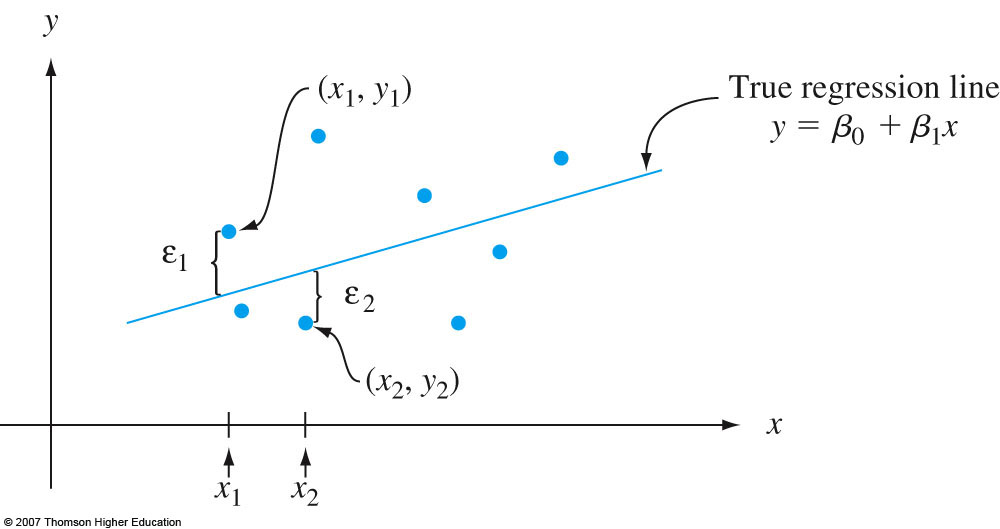 y
(x₁, y₁)
True regression line
y = β₀ + β₁x
ε₁
ε₂
(x₂, y₂)
x
x₁ x₂
© 2007 Thomson Higher Education